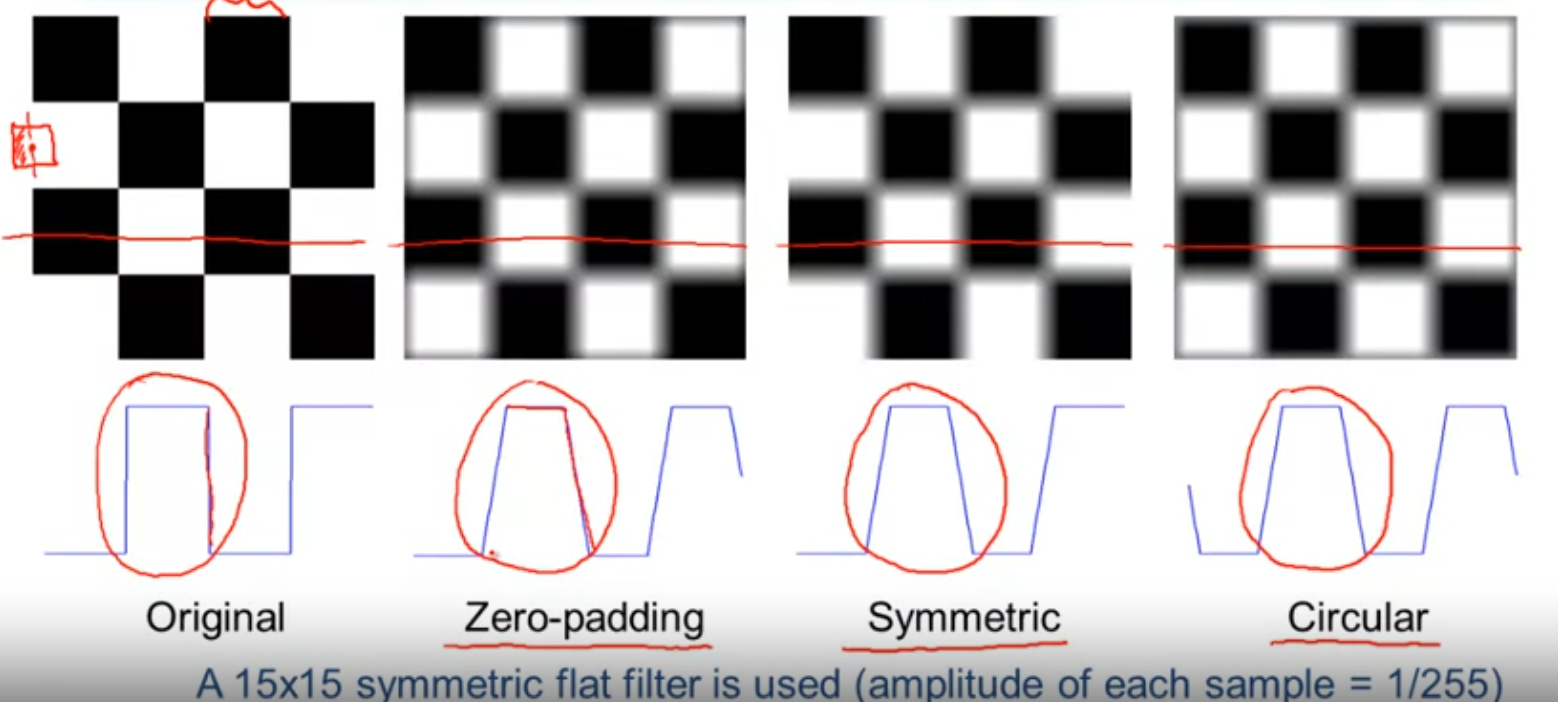 Original Zero-padding Symmetric Circular
A 15x15 symmetric flat filter is used (amplitude of each sample = 1/255)